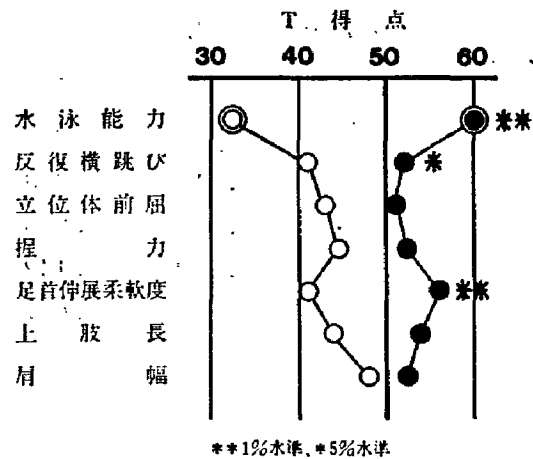 T得点
30 40 50 60
水泳能力 **
反復横跳び *
立位体前屈
握力
足首伸展柔軟度 **
上肢長
肩幅
**1%水準,*5%水準